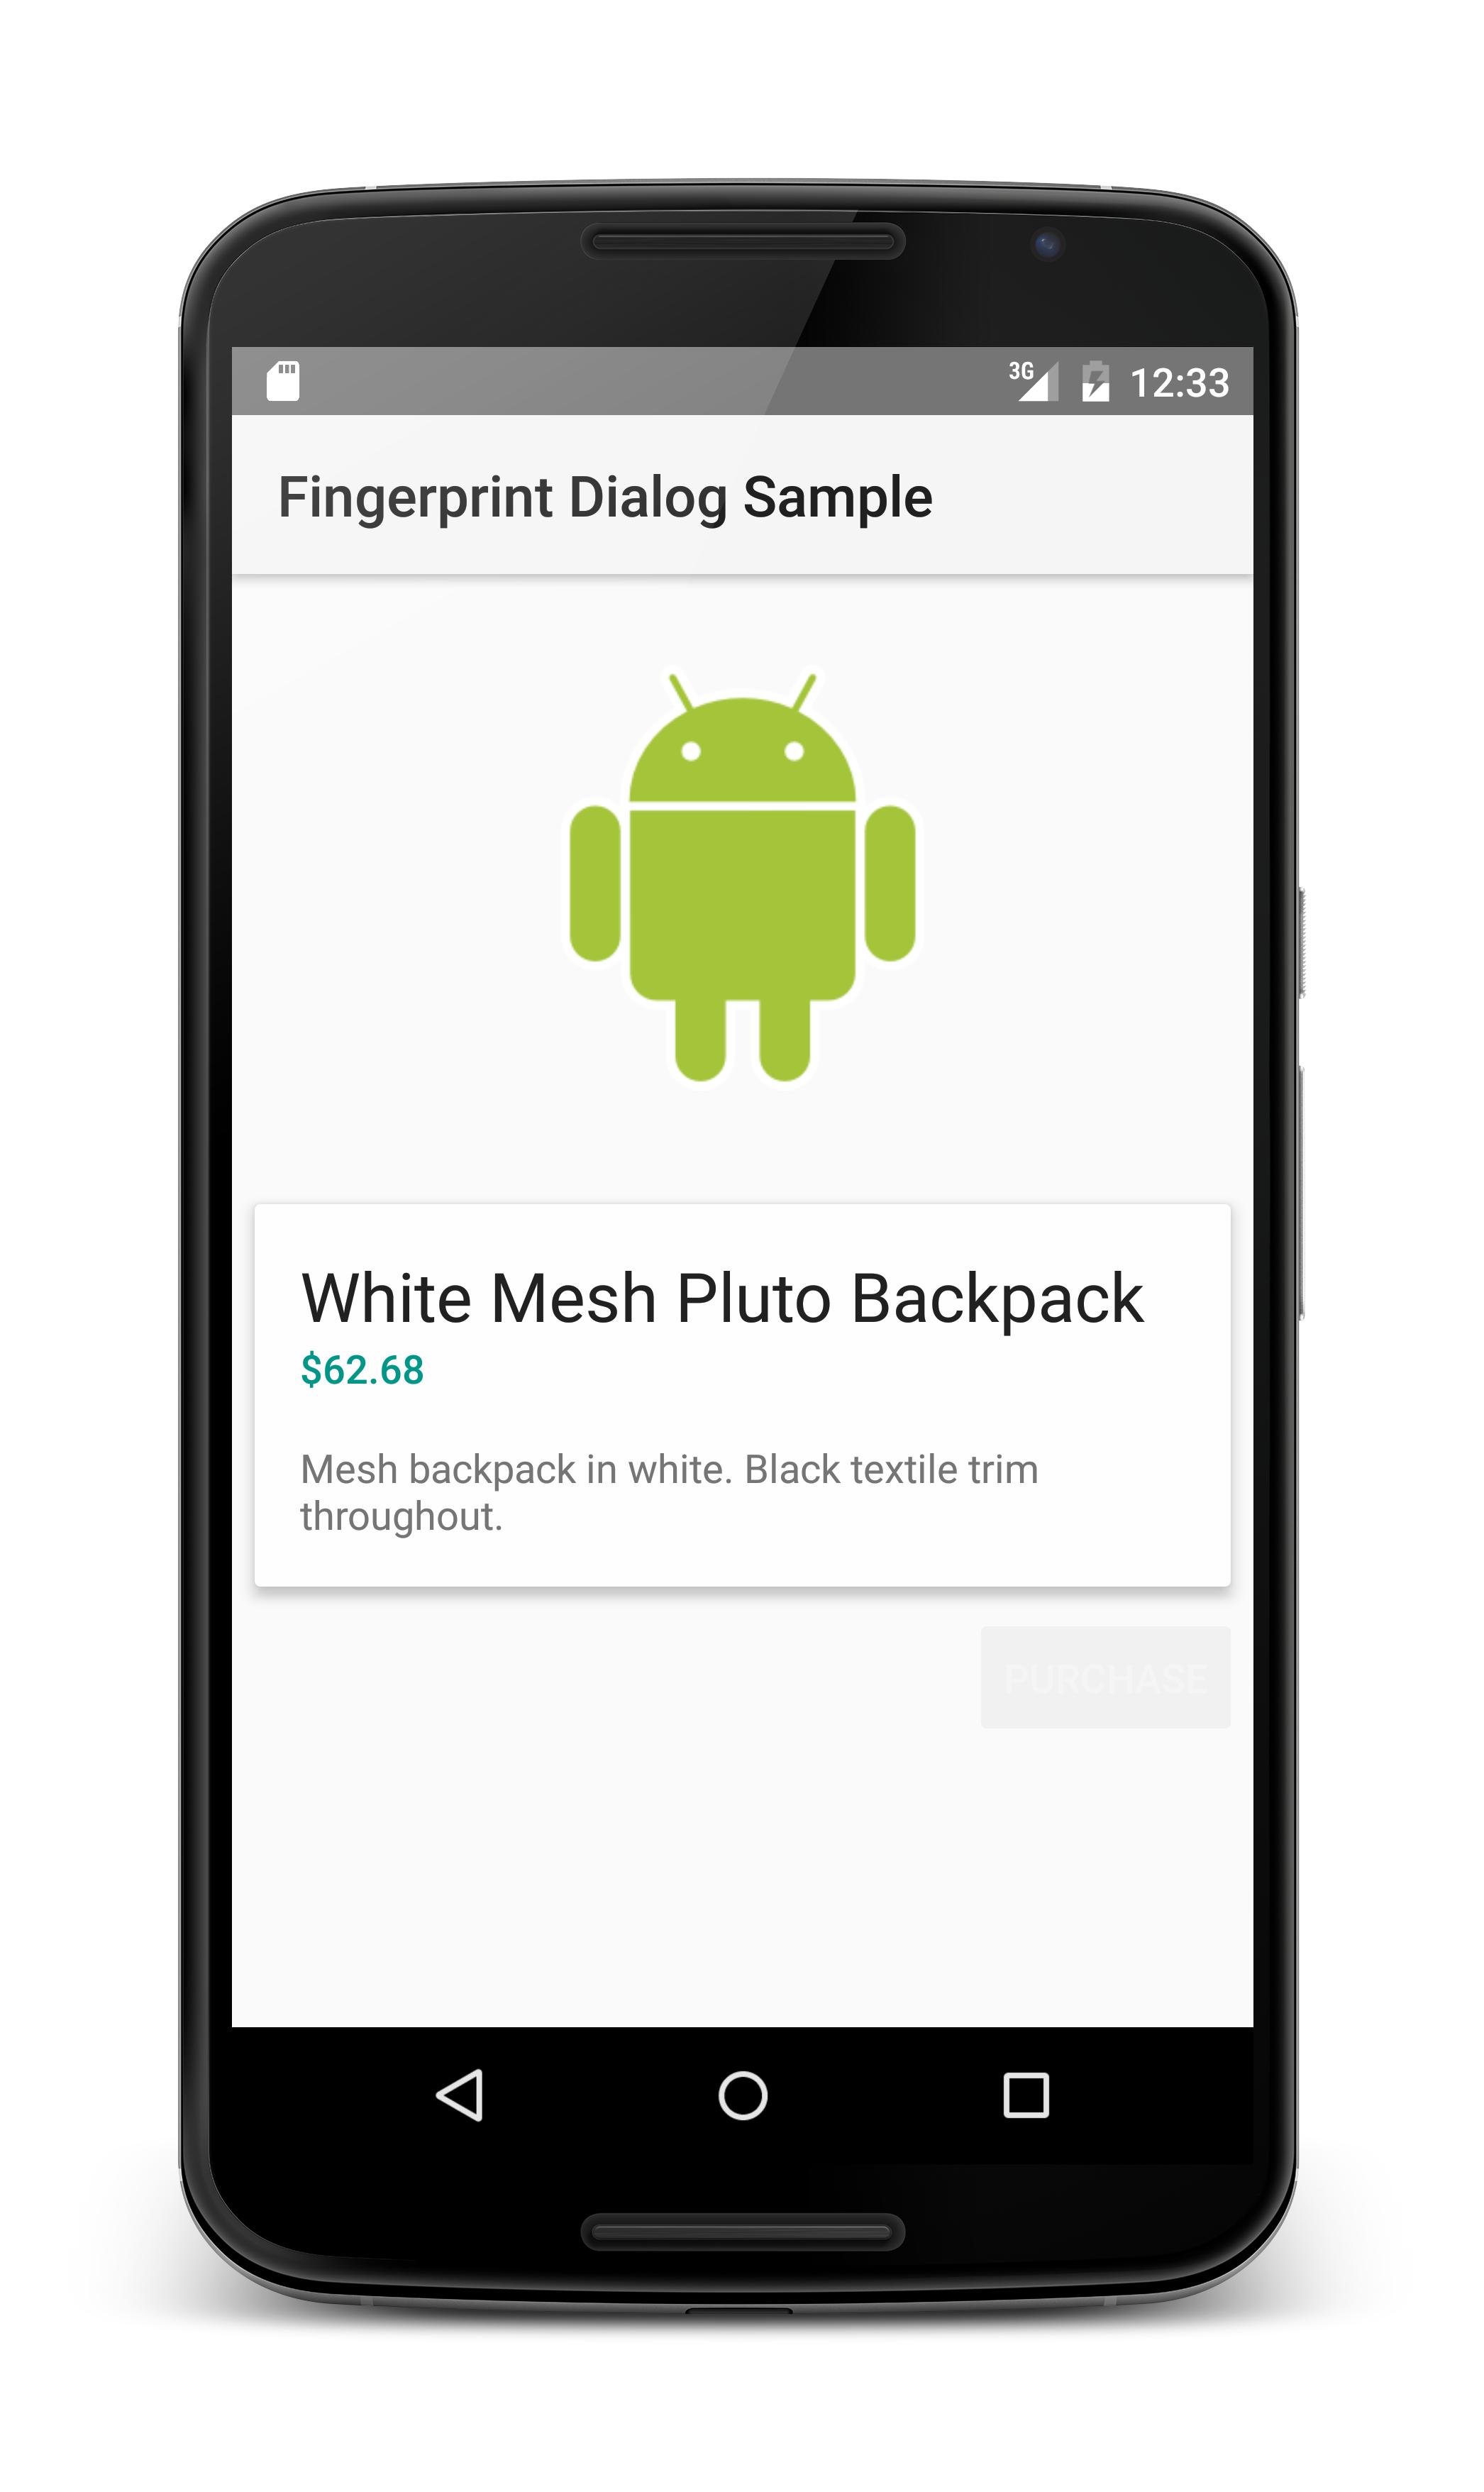 3G 12:33
Fingerprint Dialog Sample
White Mesh Pluto Backpack
$62.68
Mesh backpack in white. Black textile trim
throughout.
PURCHASE